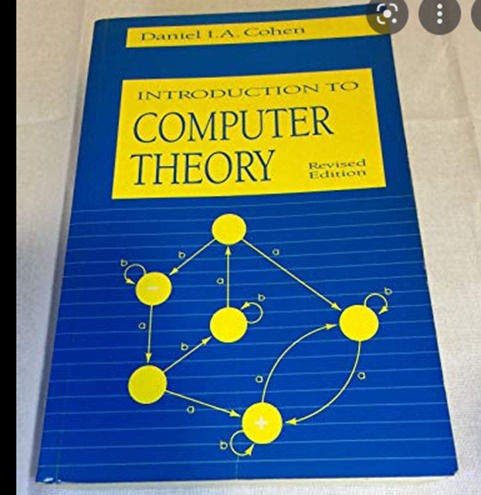 Daniel I.A. Cohen
INTRODUCTION TO
COMPUTER
THEORY
Revised
Edition
b
a
b
a
b
a
b
b
a
a
a
a
b